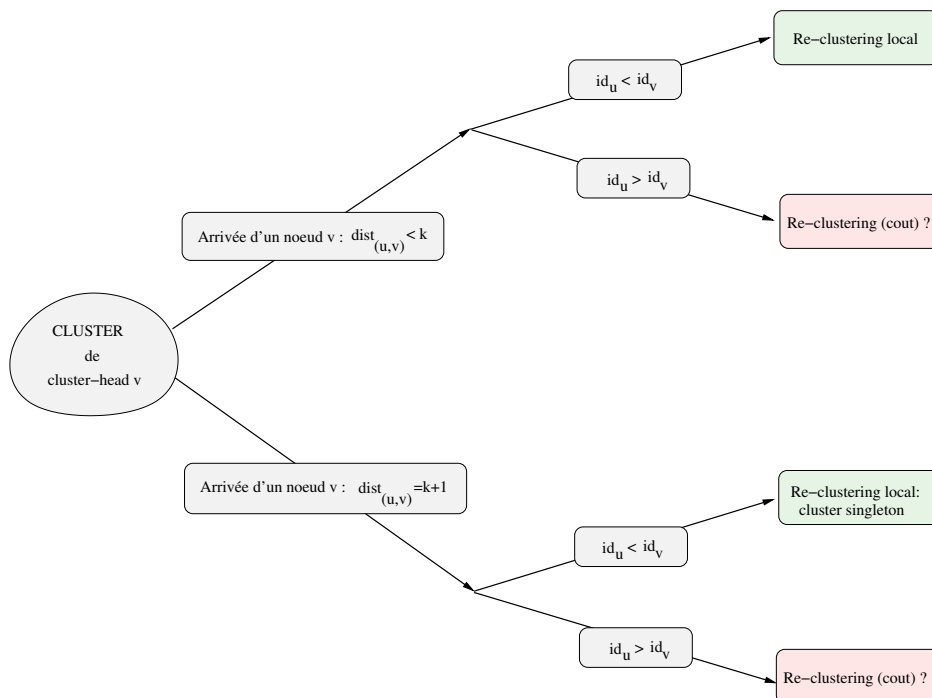 Re−clustering local
id_u < id_v
id_u > id_v
Re−clustering (cout) ?
Arrivée d'un noeud v : dist_(u,v) < k
CLUSTER
de
cluster−head v
Arrivée d'un noeud v : dist_(u,v)=k+1
Re−clustering local:
cluster singleton
id_u < id_v
id_u > id_v
Re−clustering (cout) ?